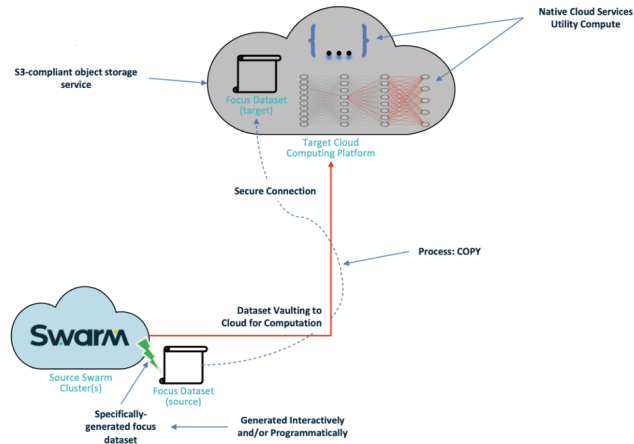 Native Cloud Services
Utility Compute
{ ... }
S3-compliant object storage
service
Focus Dataset
(target)
Target Cloud
Computing Platform
Secure Connection
Process: COPY
Dataset Vaulting to
Cloud for Computation
Swarm
Source Swarm
Cluster(s)
Focus Dataset
(source)
Specifically-
generated focus
dataset
Generated Interactively
and/or Programmatically